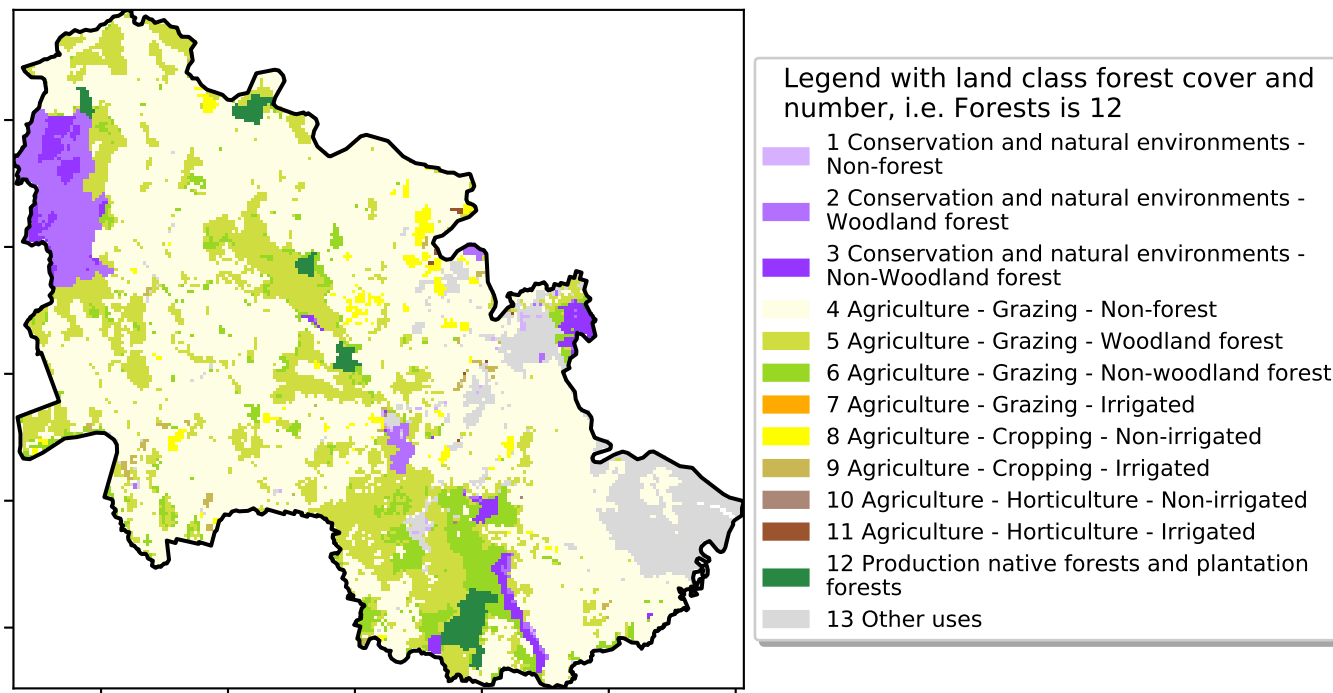 Legend with land class forest cover and
number, i.e. Forests is 12
1 Conservation and natural environments -
Non-forest
2 Conservation and natural environments -
Woodland forest
3 Conservation and natural environments -
Non-Woodland forest
4 Agriculture - Grazing - Non-forest
5 Agriculture - Grazing - Woodland forest
6 Agriculture - Grazing - Non-woodland forest
7 Agriculture - Grazing - Irrigated
8 Agriculture - Cropping - Non-irrigated
9 Agriculture - Cropping - Irrigated
10 Agriculture - Horticulture - Non-irrigated
11 Agriculture - Horticulture - Irrigated
12 Production native forests and plantation
forests
13 Other uses